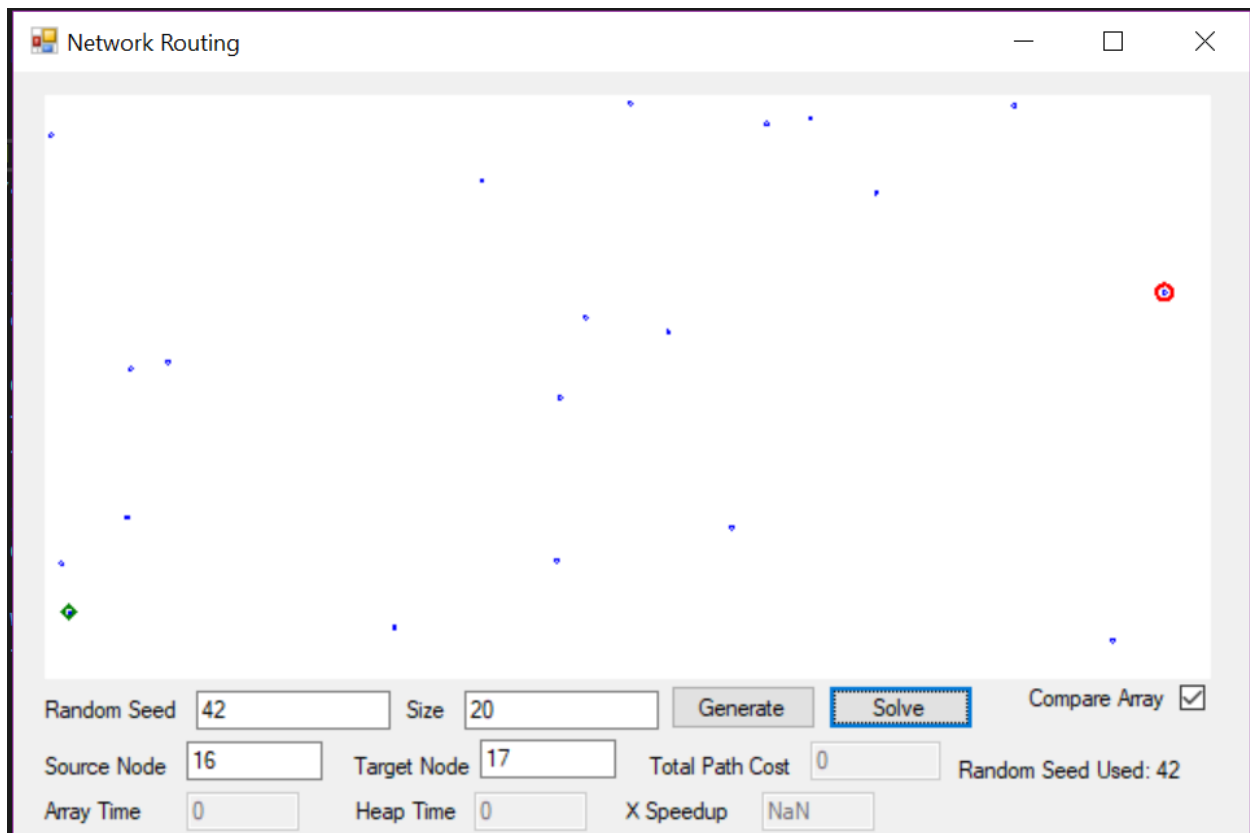 Network Routing
Random Seed 42 Size 20 Generate Solve Compare Array
Source Node 16 Target Node 17 Total Path Cost 0 Random Seed Used: 42
Array Time 0 Heap Time 0 X Speedup NaN